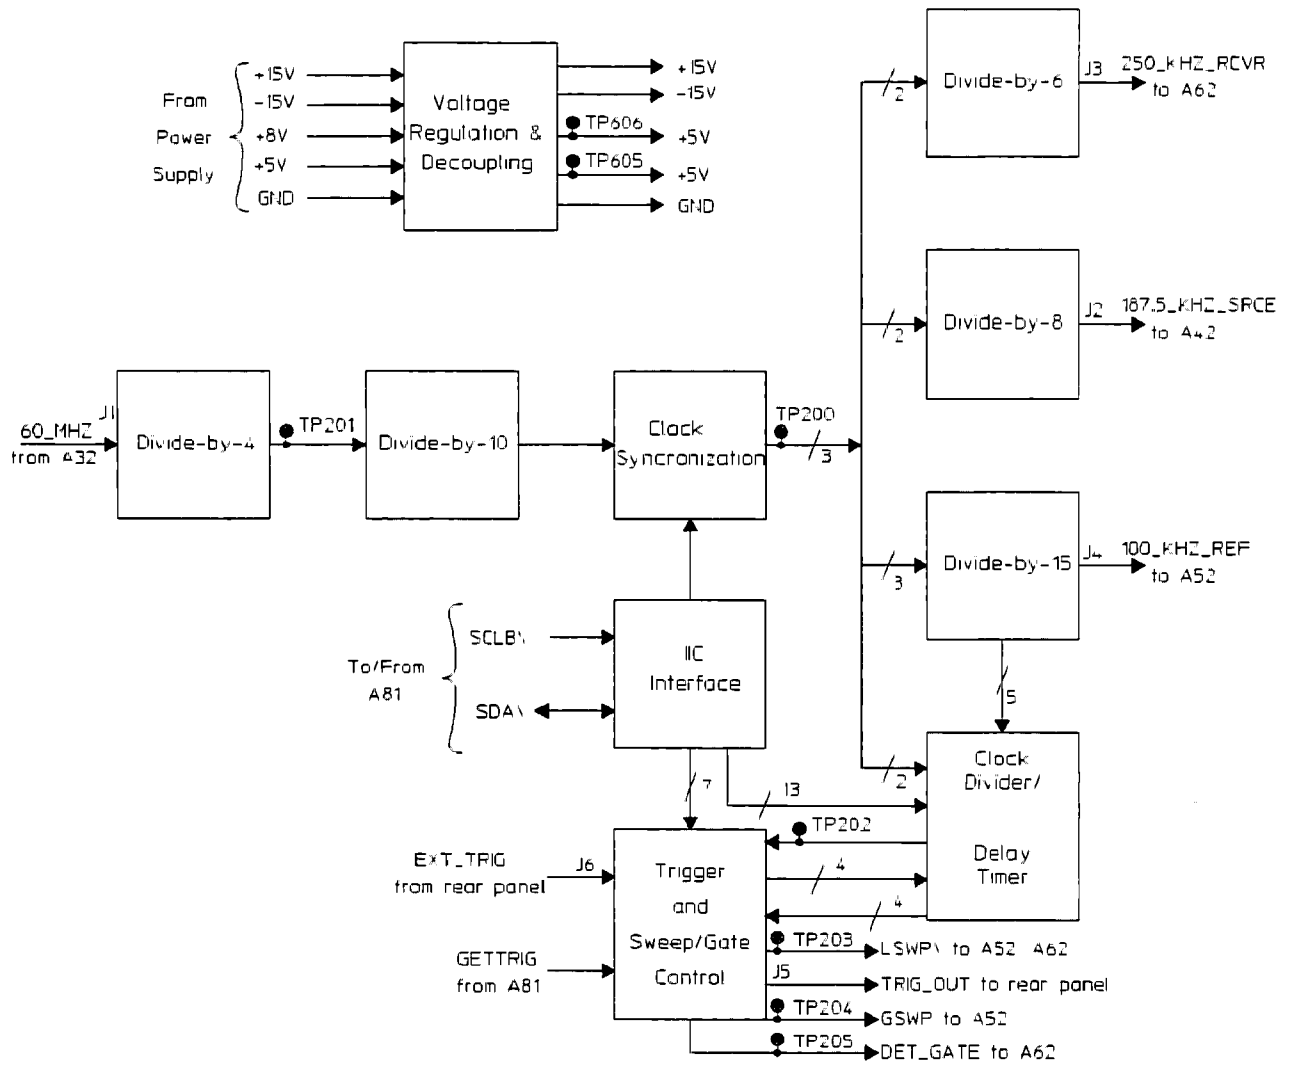 From
Power
Supply
+15V
-15V
+8V
+5V
GND
Voltage
Regulation &
Decoupling
+15V
-15V
TP606
+5V
TP605
+5V
GND
2
Divide-by-6
J3
250_KHZ_RCVR
to A62
2
Divide-by-8
J2
187.5_KHZ_SRCE
to A42
J1
60_MHZ
from A32
Divide-by-4
TP201
Divide-by-10
Clock
Syncronization
TP200
3
3
Divide-by-15
J4
100_KHZ_REF
to A52
5
To/From
A81
SCLB\
SDA\
IIC
Interface
7
13
2
Clock
Divider/
Delay
Timer
TP202
4
4
EXT_TRIG
from rear panel
J6
GETTRIG
from A81
Trigger
and
Sweep/Gate
Control
TP203
LSWP\ to A52 A62
J5
TRIG_OUT to rear panel
TP204
GSWP to A52
TP205
DET_GATE to A62